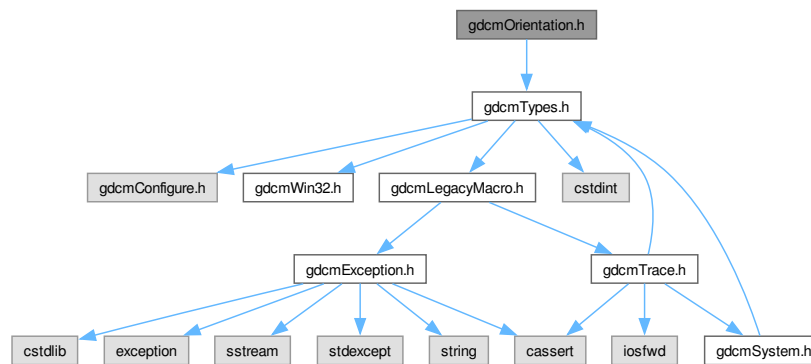 gdcmOrientation.h
gdcmTypes.h
gdcmConfigure.h
gdcmWin32.h
gdcmLegacyMacro.h
cstdint
gdcmException.h
gdcmTrace.h
cstdlib
exception
sstream
stdexcept
string
cassert
iosfwd
gdcmSystem.h